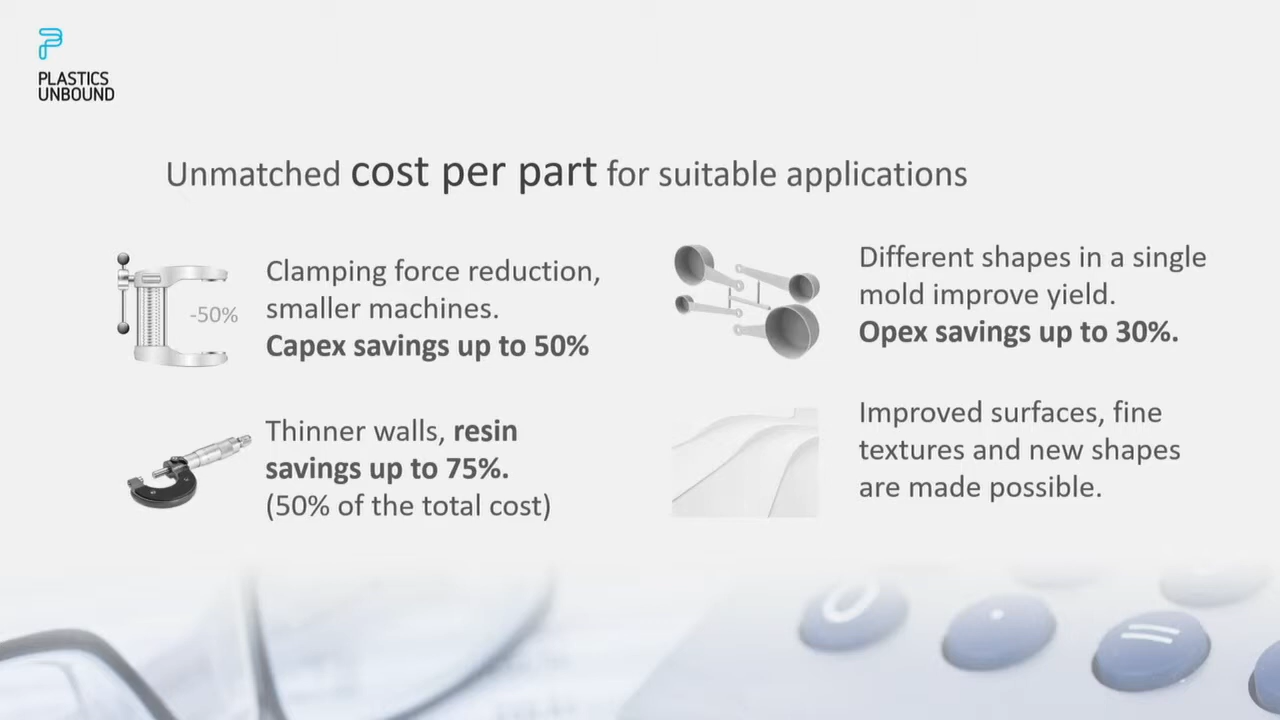 PLASTICS
UNBOUND
Unmatched cost per part for suitable applications
-50%
Clamping force reduction,
smaller machines.
Capex savings up to 50%
Different shapes in a single
mold improve yield.
Opex savings up to 30%.
Thinner walls, resin
savings up to 75%.
(50% of the total cost)
Improved surfaces, fine
textures and new shapes
are made possible.
0
.
=